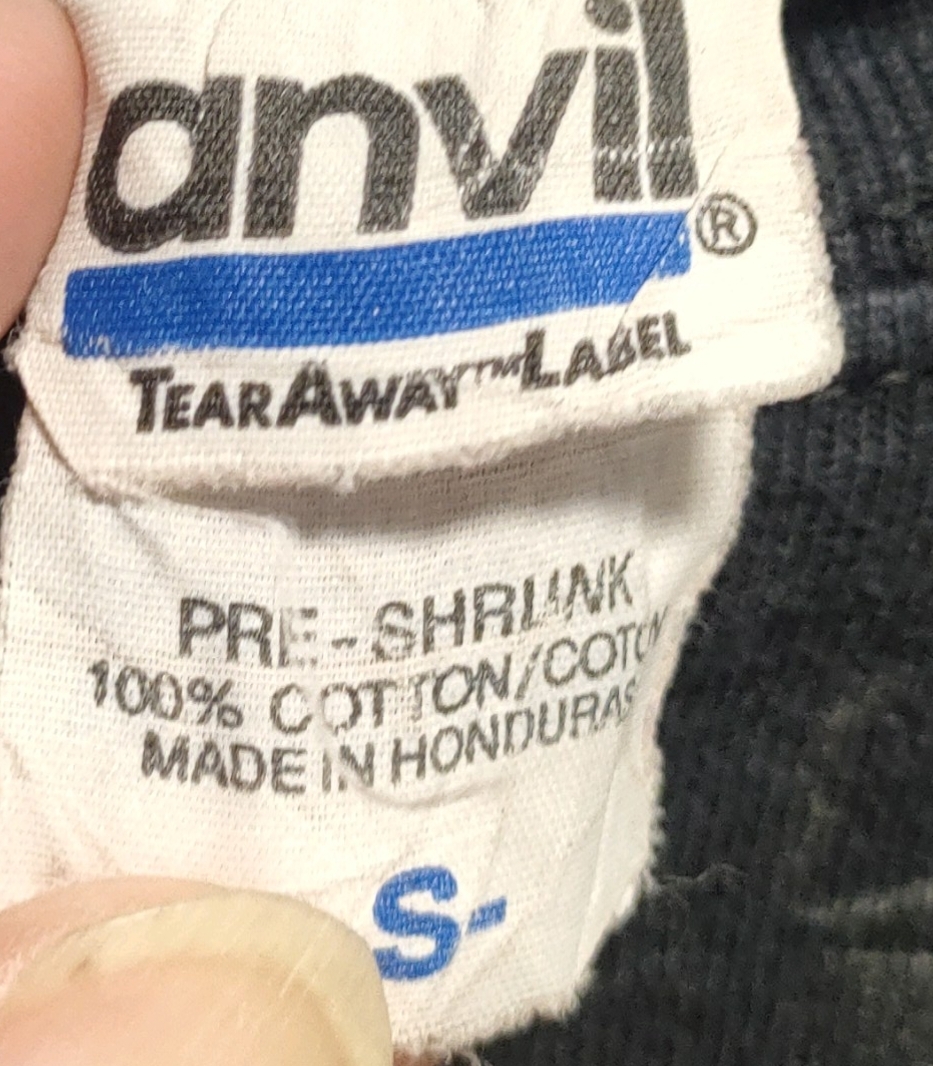 anvil®
TEARAWAY™LABEL
PRE-SHRUNK
100% COTTON/COTON
MADE IN HONDURAS
S-